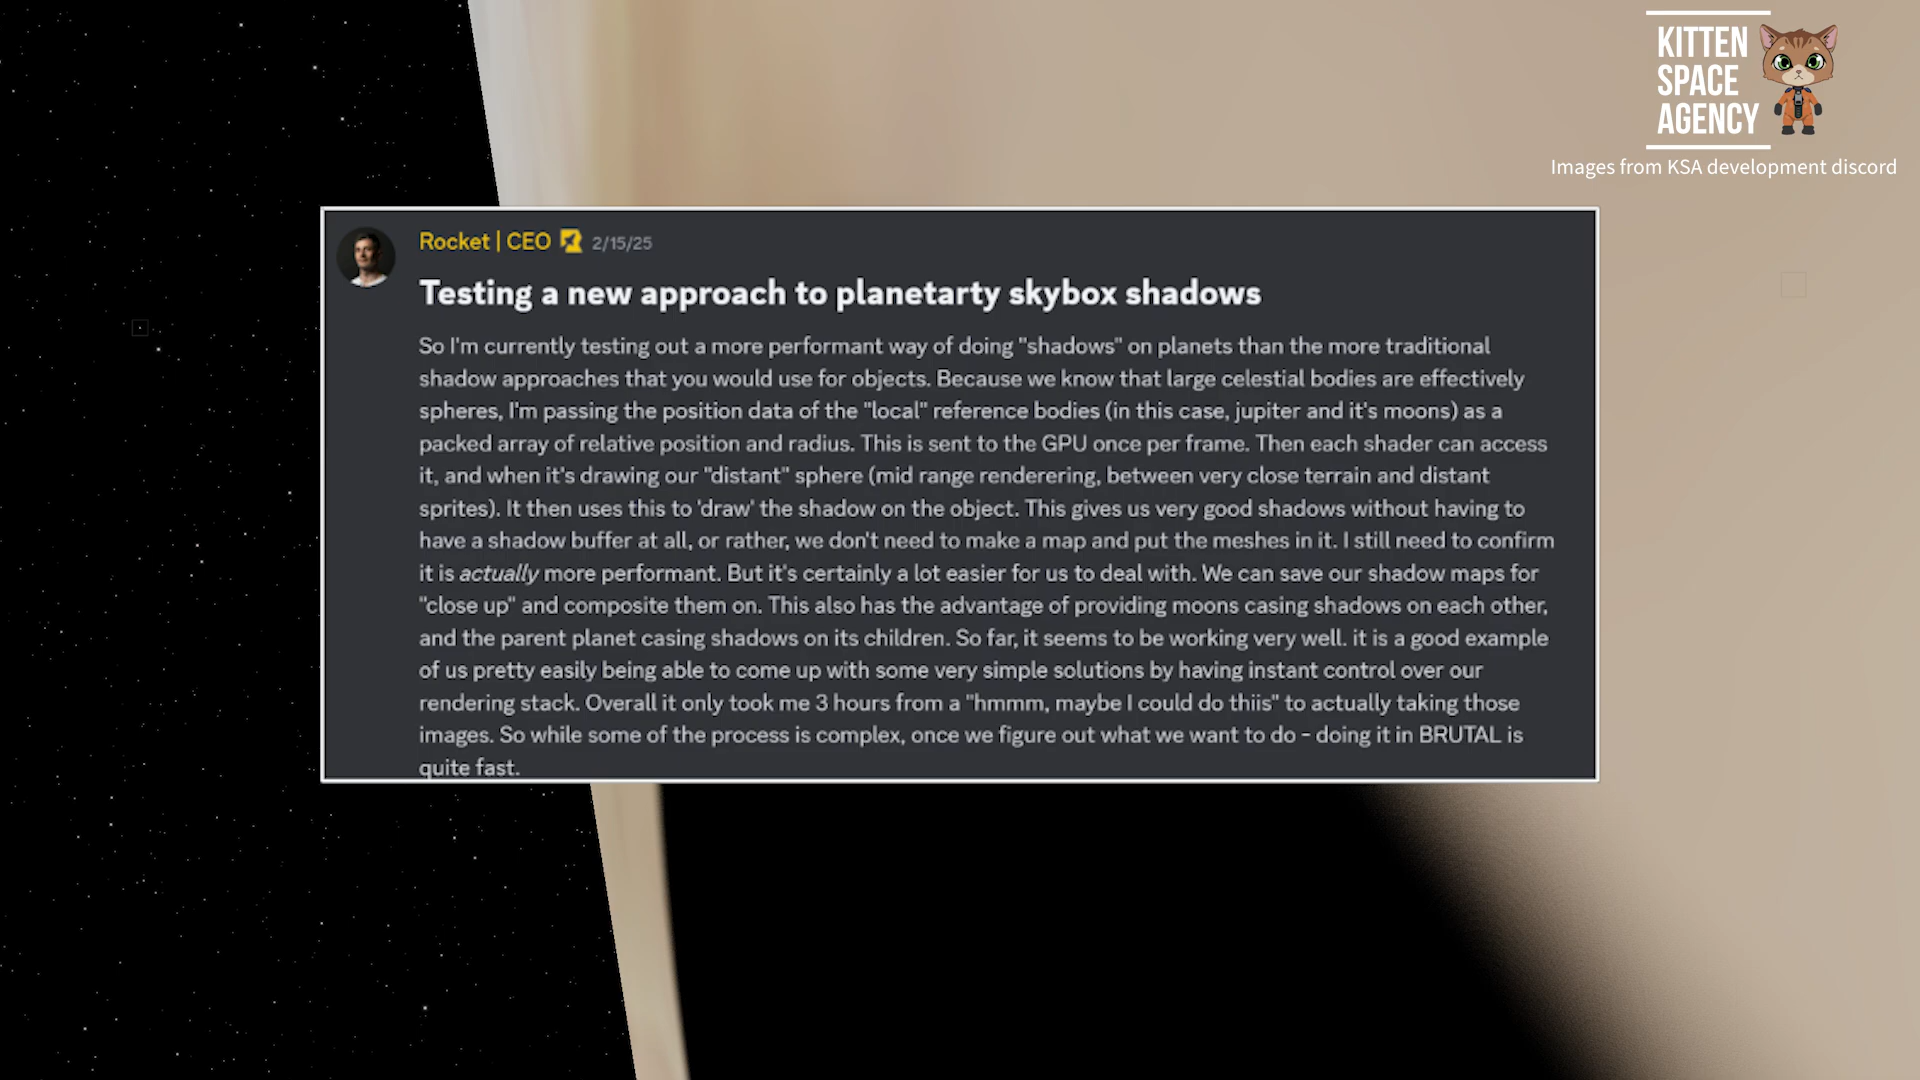 KITTEN
SPACE
AGENCY
Images from KSA development discord
Rocket | CEO 2/15/25
Testing a new approach to planetarty skybox shadows
So I'm currently testing out a more performant way of doing "shadows" on planets than the more traditional
shadow approaches that you would use for objects. Because we know that large celestial bodies are effectively
spheres, I'm passing the position data of the "local" reference bodies (in this case, jupiter and it's moons) as a
packed array of relative position and radius. This is sent to the GPU once per frame. Then each shader can access
it, and when it's drawing our "distant" sphere (mid range renderering, between very close terrain and distant
sprites). It then uses this to 'draw' the shadow on the object. This gives us very good shadows without having to
have a shadow buffer at all, or rather, we don't need to make a map and put the meshes in it. I still need to confirm
it is actually more performant. But it's certainly a lot easier for us to deal with. We can save our shadow maps for
"close up" and composite them on. This also has the advantage of providing moons casing shadows on each other,
and the parent planet casing shadows on its children. So far, it seems to be working very well. it is a good example
of us pretty easily being able to come up with some very simple solutions by having instant control over our
rendering stack. Overall it only took me 3 hours from a "hmmm, maybe I could do thiis" to actually taking those
images. So while some of the process is complex, once we figure out what we want to do - doing it in BRUTAL is
quite fast.